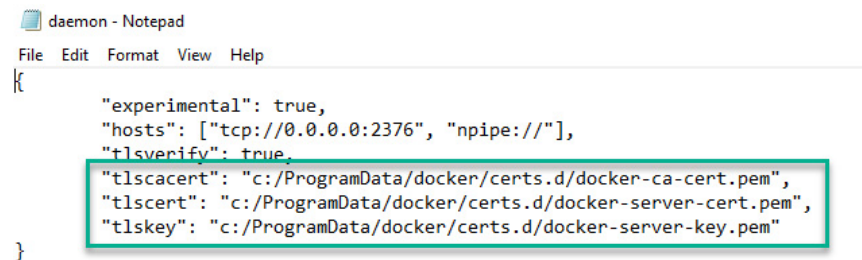 daemon - Notepad
File Edit Format View Help
{
"experimental": true,
"hosts": ["tcp://0.0.0.0:2376", "npipe://"],
"tlsverify": true,
"tlscacert": "c:/ProgramData/docker/certs.d/docker-ca-cert.pem",
"tlscert": "c:/ProgramData/docker/certs.d/docker-server-cert.pem",
"tlskey": "c:/ProgramData/docker/certs.d/docker-server-key.pem"
}